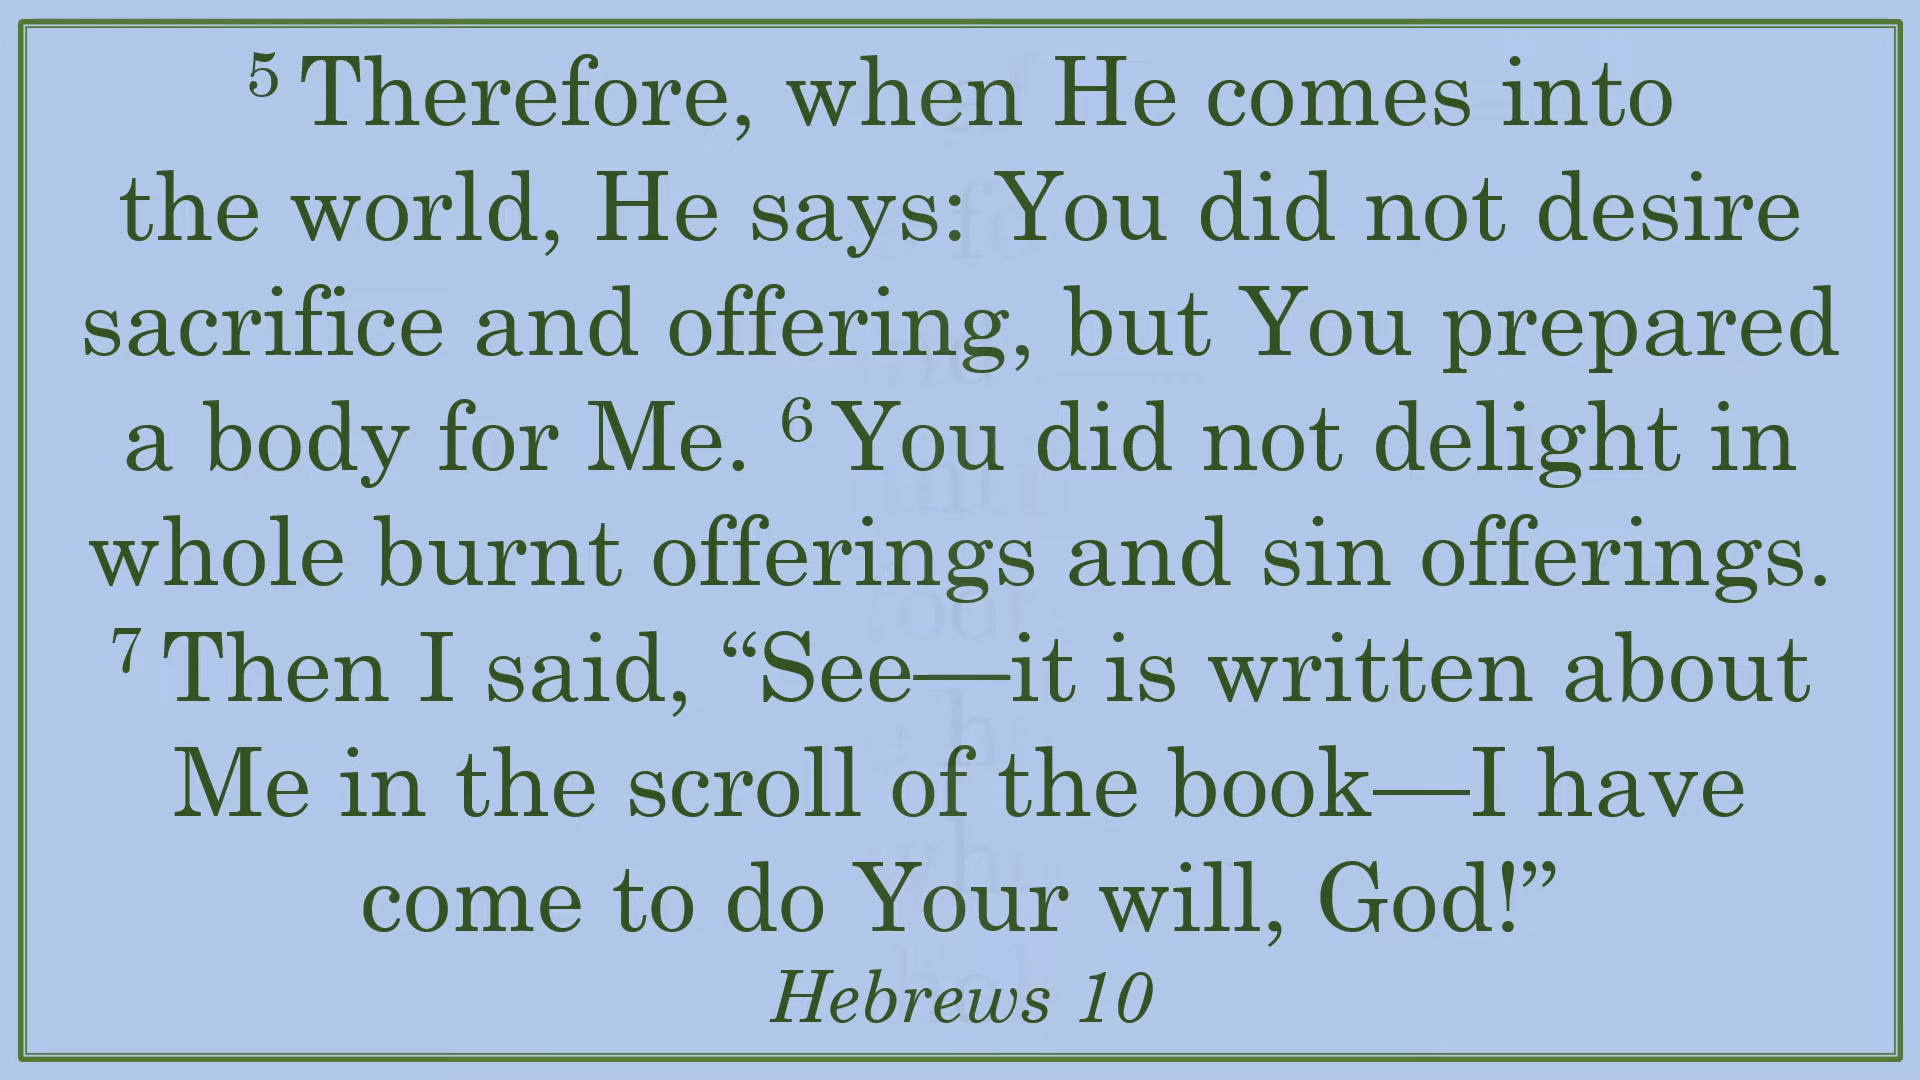 5 Therefore, when He comes into
the world, He says: You did not desire
sacrifice and offering, but You prepared
a body for Me. 6 You did not delight in
whole burnt offerings and sin offerings.
7 Then I said, “See—it is written about
Me in the scroll of the book—I have
come to do Your will, God!”
Hebrews 10